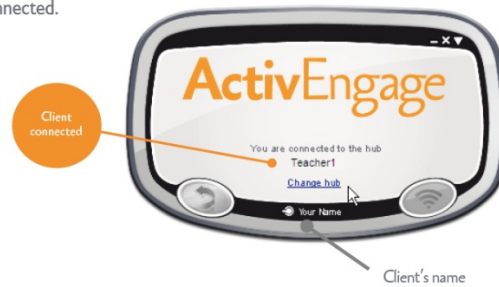 nnected.
ActivEngage
Client
connected
You are connected to the hub
Teacher1
Change hub
Your Name
Client's name